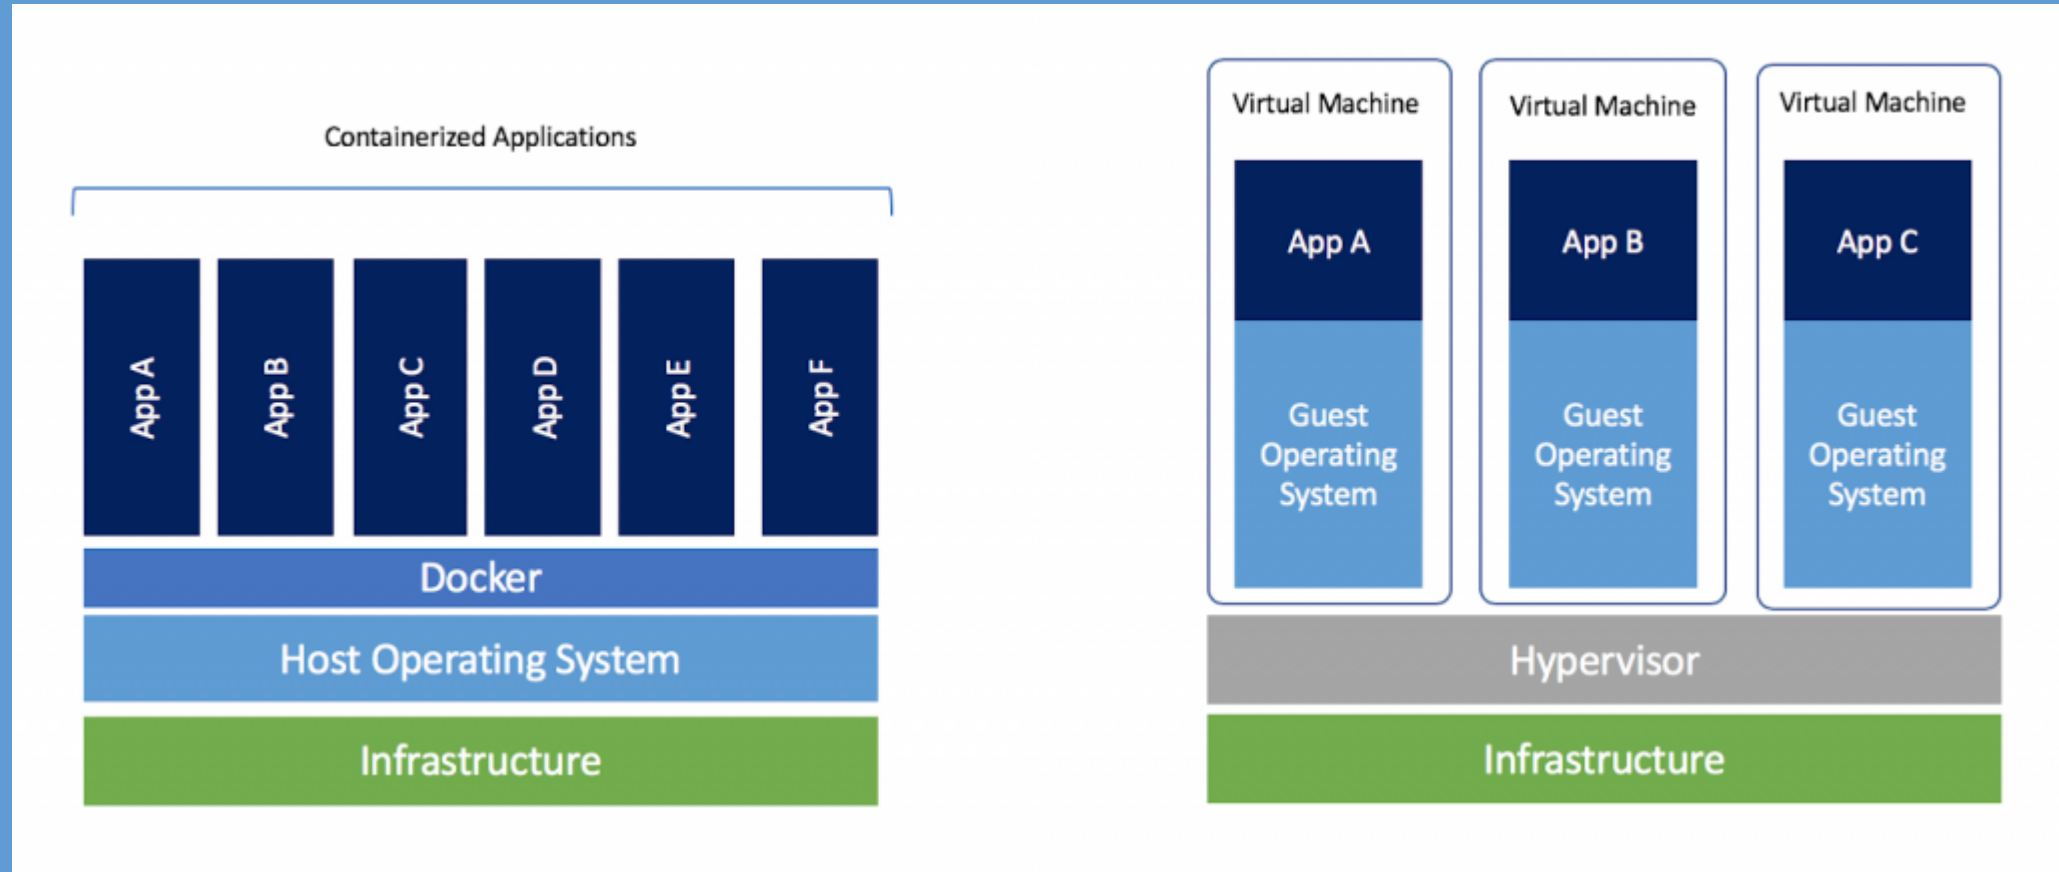 Containerized Applications
App A
App B
App C
App D
App E
App F
Docker
Host Operating System
Infrastructure
Virtual Machine
App A
Guest
Operating
System
Virtual Machine
App B
Guest
Operating
System
Virtual Machine
App C
Guest
Operating
System
Hypervisor
Infrastructure